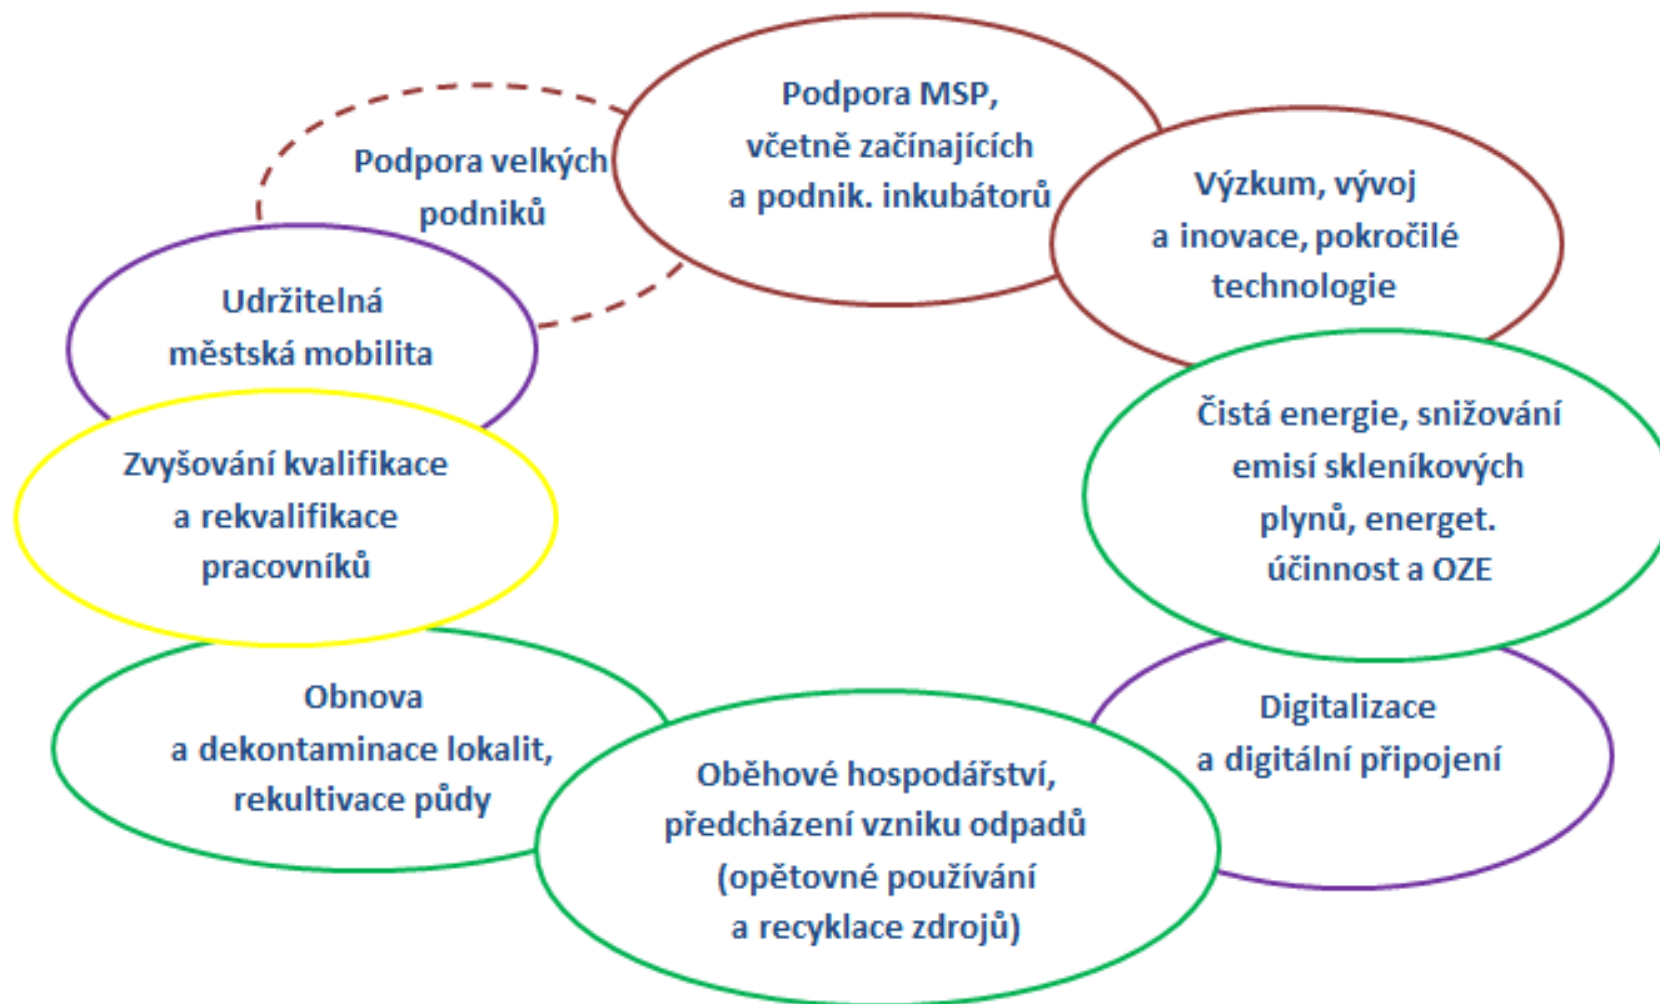 Podpora MSP,
včetně začínajících
a podnik. inkubátorů
Výzkum, vývoj
a inovace, pokročilé
technologie
Čistá energie, snižování
emisí skleníkových
plynů, energet.
účinnost a OZE
Digitalizace
a digitální připojení
Oběhové hospodářství,
předcházení vzniku odpadů
(opětovné používání
a recyklace zdrojů)
Obnova
a dekontaminace lokalit,
rekultivace půdy
Zvyšování kvalifikace
a rekvalifikace
pracovníků
Udržitelná
městská mobilita
Podpora velkých
podniků